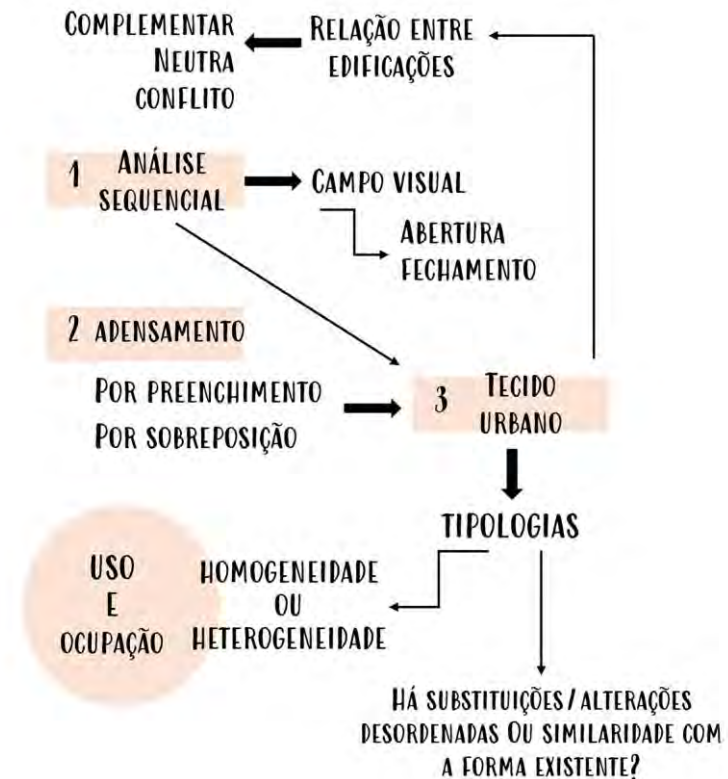 COMPLEMENTAR
NEUTRA
CONFLITO
RELAÇÃO ENTRE
EDIFICAÇÕES
1 ANÁLISE
SEQUENCIAL
CAMPO VISUAL
ABERTURA
FECHAMENTO
2 ADENSAMENTO
POR PREENCHIMENTO
POR SOBREPOSIÇÃO
3 TECIDO
URBANO
TIPOLOGIAS
USO
E
OCUPAÇÃO
HOMOGENEIDADE
OU
HETEROGENEIDADE
HÁ SUBSTITUIÇÕES/ALTERAÇÕES
DESORDENADAS OU SIMILARIDADE COM
A FORMA EXISTENTE?